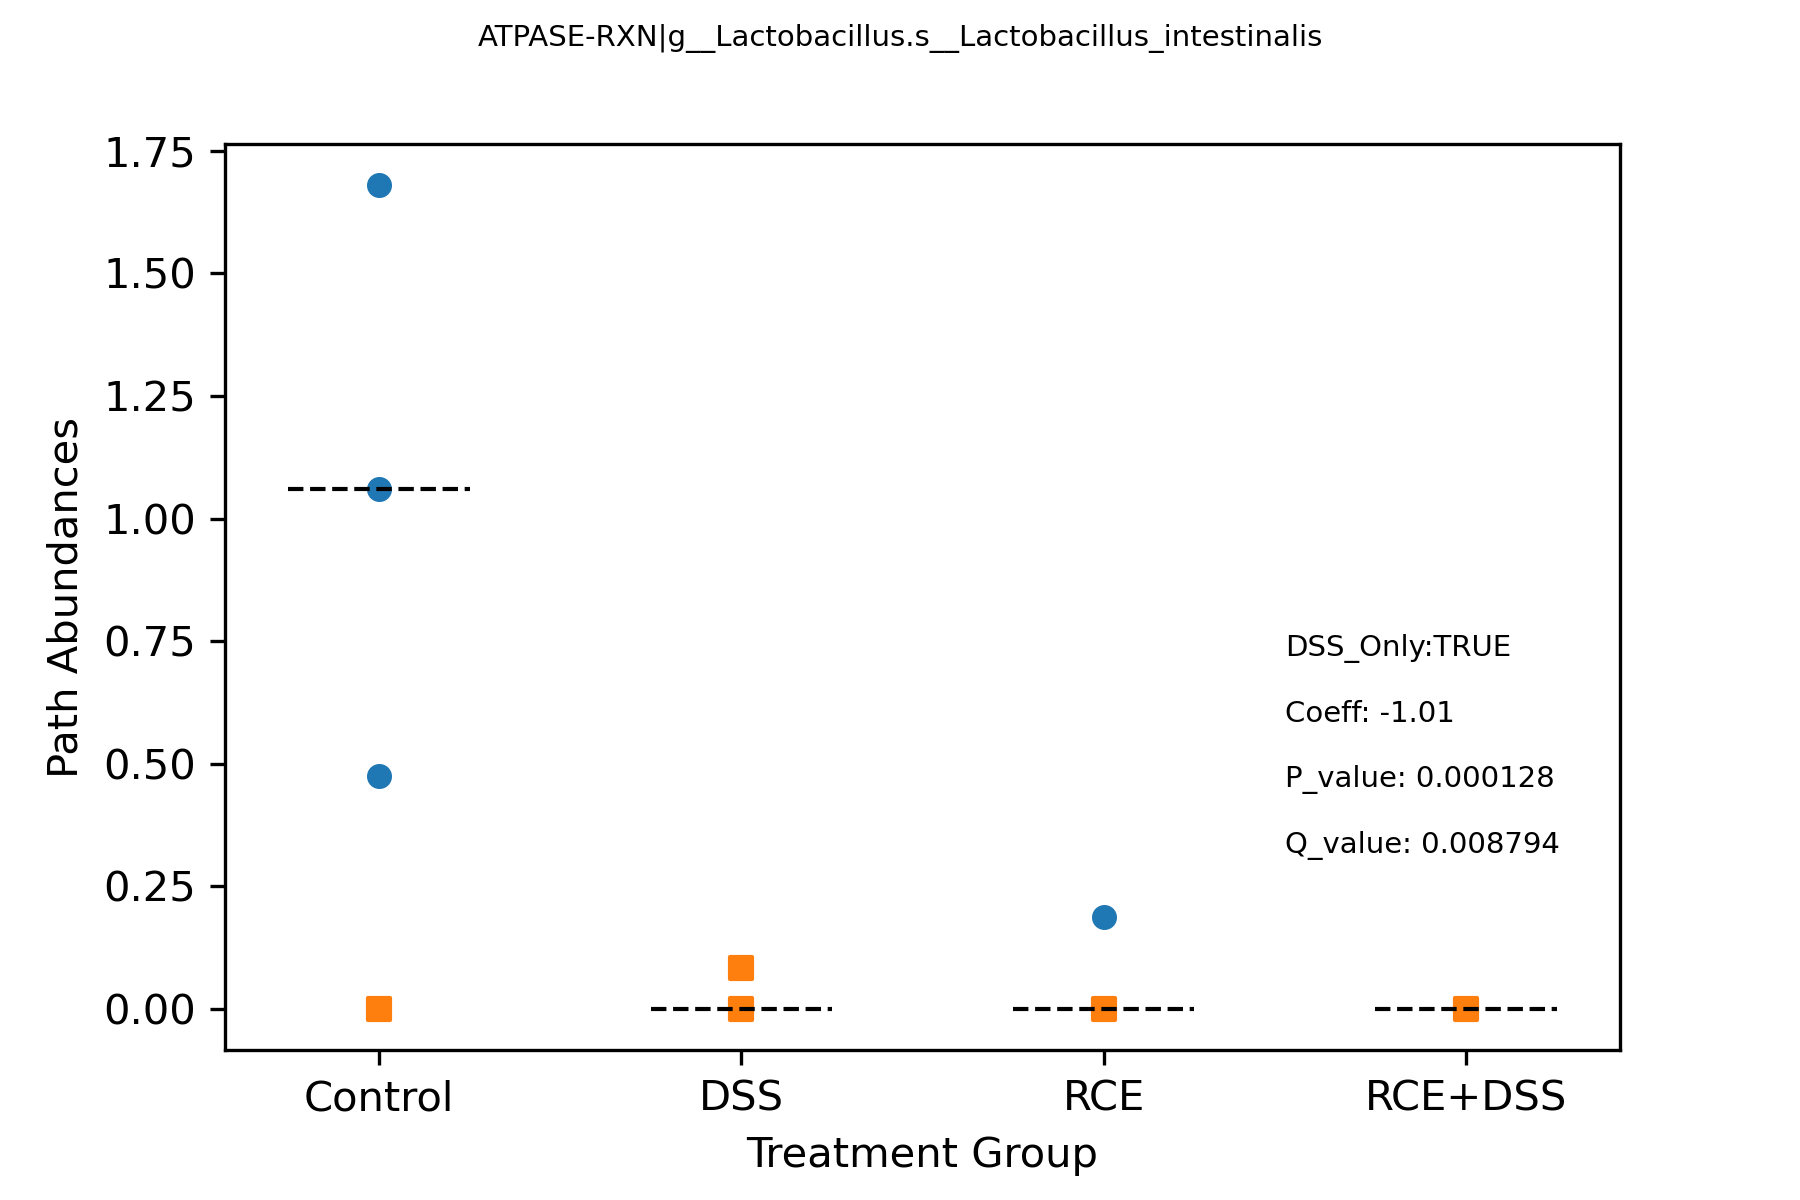 ATPASE-RXN|g__Lactobacillus.s__Lactobacillus_intestinalis
1.75
1.50
1.25
1.00
0.75
0.50
0.25
0.00
Path Abundances
DSS_Only:TRUE
Coeff: -1.01
P_value: 0.000128
Q_value: 0.008794
Control DSS RCE RCE+DSS
Treatment Group